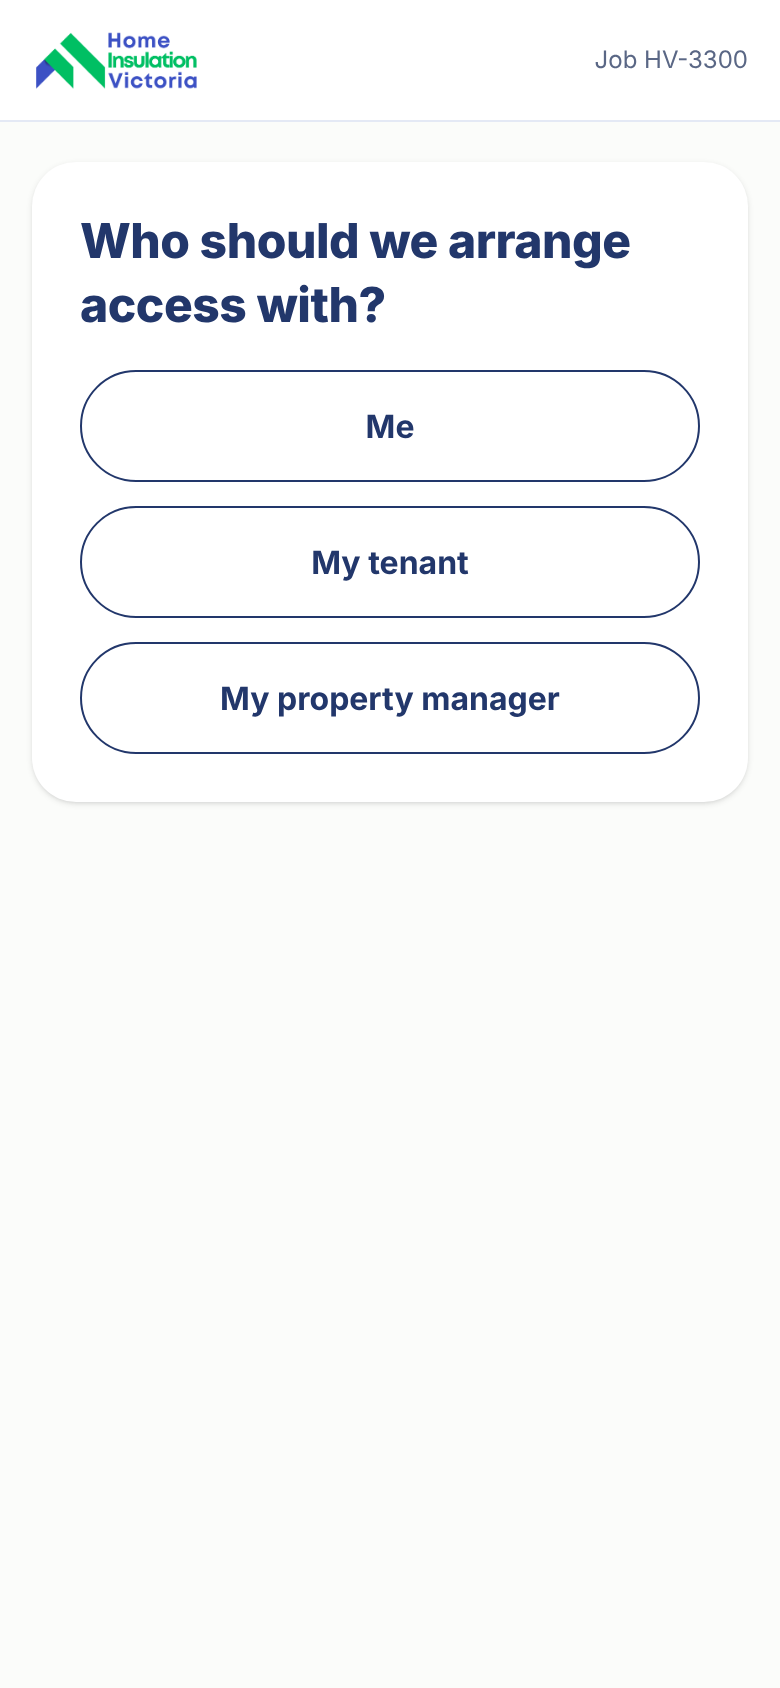 Home
Insulation
Victoria
Job HV-3300
Who should we arrange
access with?
Me
My tenant
My property manager